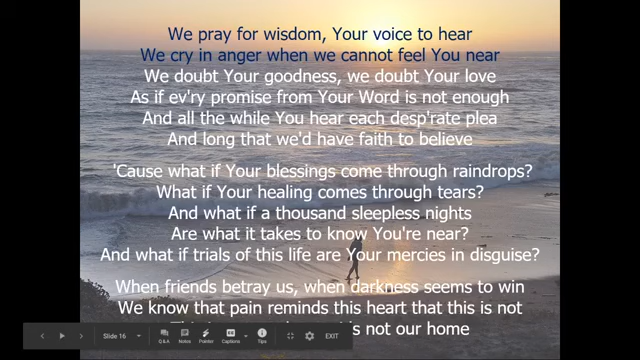 We pray for wisdom, Your voice to hear
We cry in anger when we cannot feel You near
We doubt Your goodness, we doubt Your love
As if ev'ry promise from Your Word is not enough
And all the while You hear each desp'rate plea
And long that we'd have faith to believe
'Cause what if Your blessings come through raindrops?
What if Your healing comes through tears?
And what if a thousand sleepless nights
Are what it takes to know You're near?
And what if trials of this life are Your mercies in disguise?
When friends betray us, when darkness seems to win
We know that pain reminds this heart that this is not
is not our home
Slide 16
Q&A
Notes
Pointer
Captions
Tips
EXIT